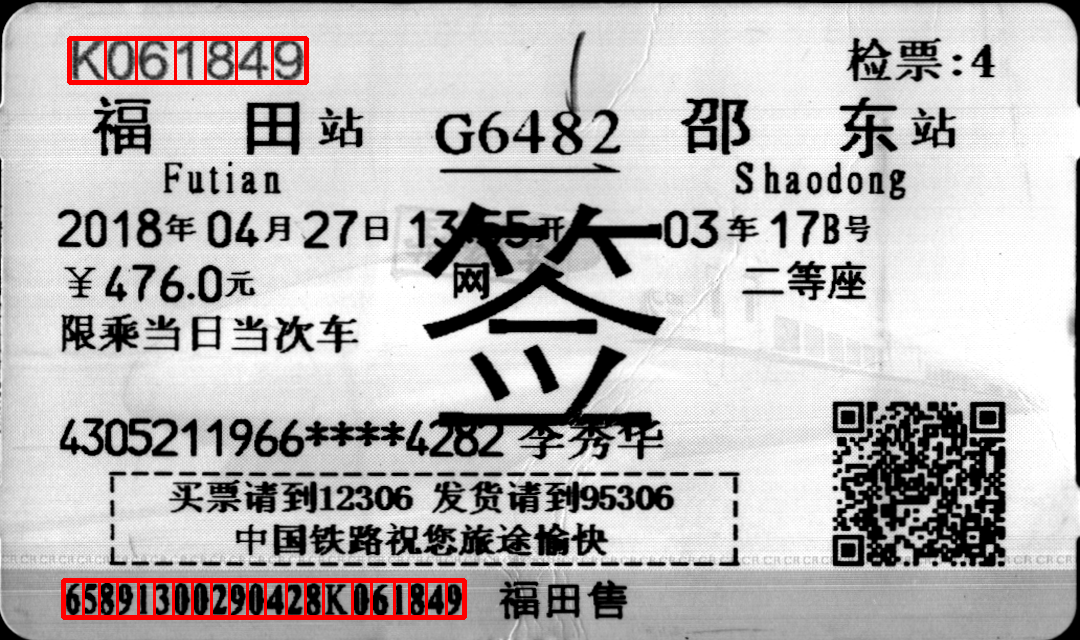 K061849 检票:4
福田站 G6482 邵东站
Futian Shaodong
2018年04月27日 13:55开 03车17B号
￥476.0元 网 二等座
签
限乘当日当次车
4305211966****4282 李秀华
买票请到12306 发货请到95306
中国铁路祝您旅途愉快
65891300290428K061849 福田售